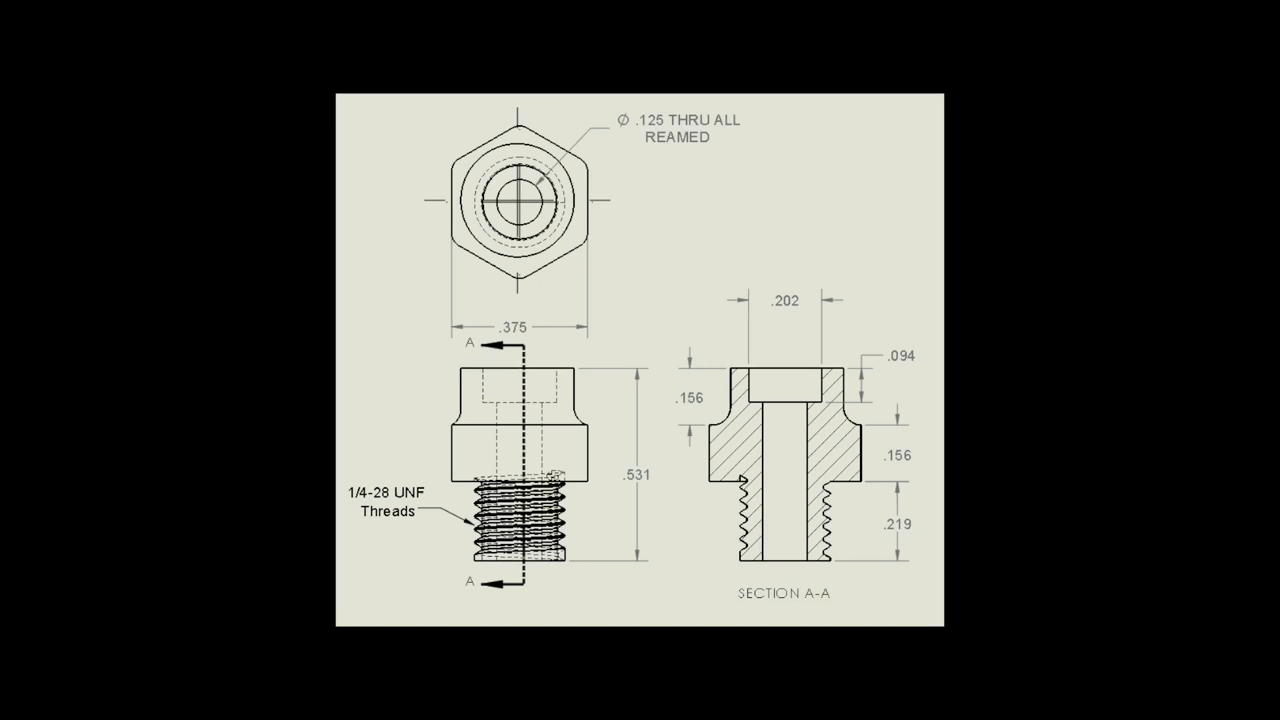 Ø .125 THRU ALL
REAMED
.375
.202
A
.094
.156
.156
.531
1/4-28 UNF
Threads
.219
A
SECTION A-A